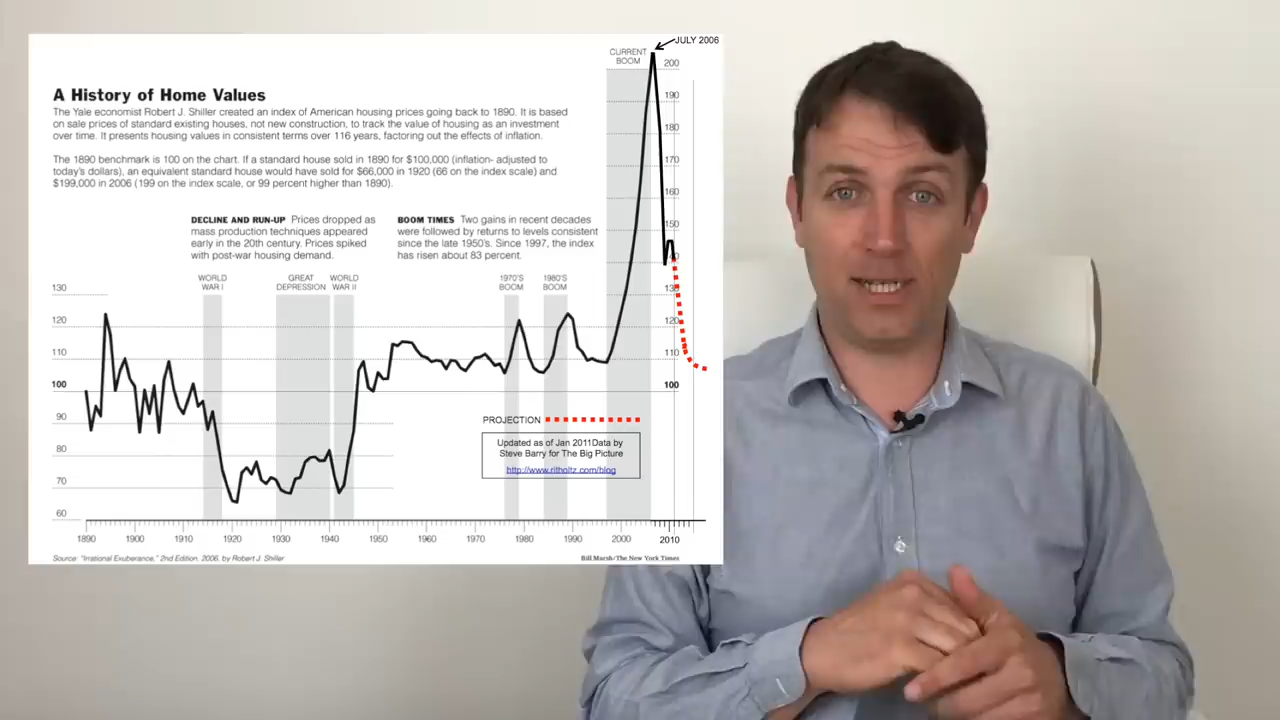 JULY 2006
CURRENT
BOOM
A History of Home Values
The Yale economist Robert J. Shiller created an index of American housing prices going back to 1890. It is based
on sale prices of standard existing houses, not new construction, to track the value of housing as an investment
over time. It presents housing values in consistent terms over 116 years, factoring out the effects of inflation.
The 1890 benchmark is 100 on the chart. If a standard house sold in 1890 for $100,000 (inflation- adjusted to
today's dollars), an equivalent standard house would have sold for $66,000 in 1920 (66 on the index scale) and
$199,000 in 2006 (199 on the index scale, or 99 percent higher than 1890).
DECLINE AND RUN-UP Prices dropped as
mass production techniques appeared
early in the 20th century. Prices spiked
with post-war housing demand.
BOOM TIMES Two gains in recent decades
were followed by returns to levels consistent
since the late 1950's. Since 1997, the index
has risen about 83 percent.
WORLD
WAR I
GREAT
DEPRESSION
WORLD
WAR II
1970'S
BOOM
1980'S
BOOM
200
190
180
170
160
150
140
130
120
110
100
130
120
110
100
90
80
70
60
PROJECTION
Updated as of Jan 2011Data by
Steve Barry for The Big Picture
http://www.ritholtz.com/blog
1890 1900 1910 1920 1930 1940 1950 1960 1970 1980 1990 2000 2010
Source: "Irrational Exuberance," 2nd Edition, 2006, by Robert J. Shiller
Bill Marsh/The New York Times